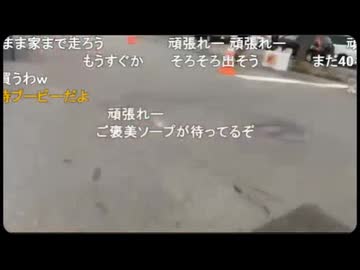 まま家まで走ろう
頑張れー 頑張れー
もうすぐか
そろそろ出そう
まだ40
買うわw
時ブービーだよ
頑張れー
ご褒美ソープが待ってるぞ